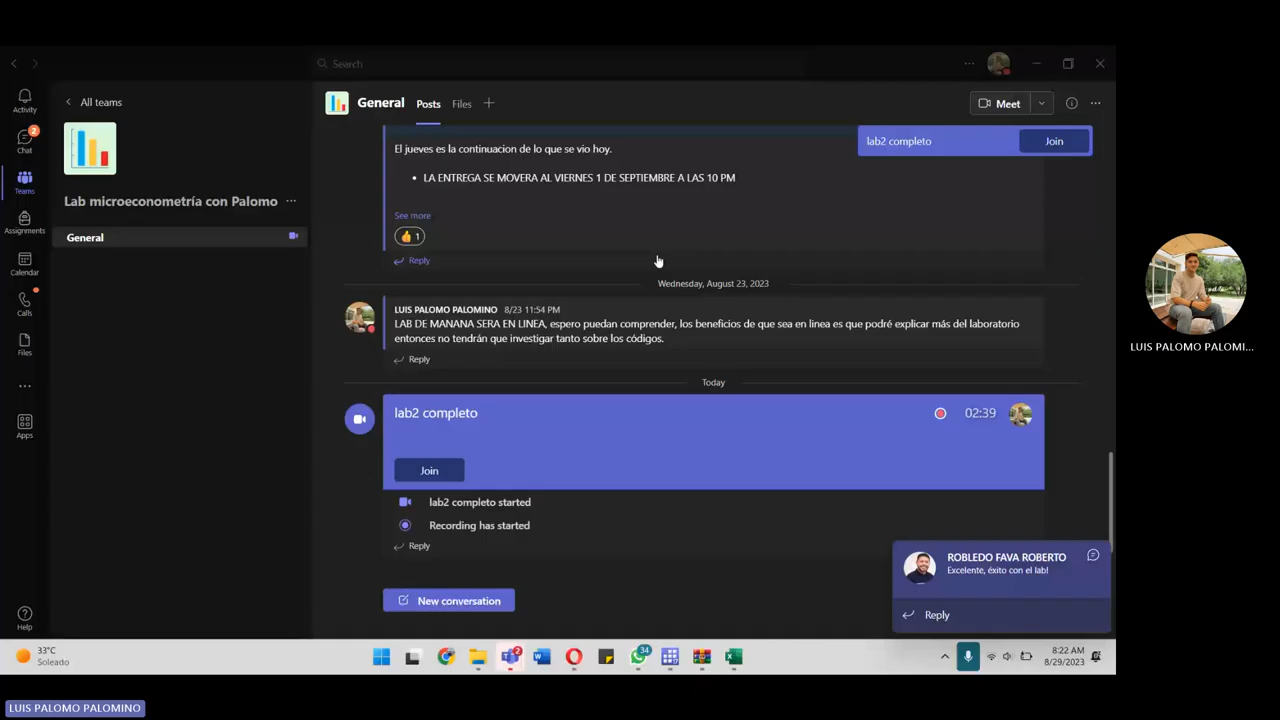 Search
Activity
2
Chat
Teams
Assignments
Calendar
Calls
Files
Apps
Help
All teams
Lab microeconometría con Palomo
General
General
Posts
Files
Meet
lab2 completo
Join
El jueves es la continuacion de lo que se vio hoy.
LA ENTREGA SE MOVERA AL VIERNES 1 DE SEPTIEMBRE A LAS 10 PM
See more
1
Reply
Wednesday, August 23, 2023
LUIS PALOMO PALOMINO 8/23 11:54 PM
LAB DE MANANA SERA EN LINEA, espero puedan comprender, los beneficios de que sea en linea es que podré explicar más del laboratorio
entonces no tendrán que investigar tanto sobre los códigos.
Reply
Today
lab2 completo
02:39
Join
lab2 completo started
Recording has started
Reply
New conversation
ROBLEDO FAVA ROBERTO
Excelente, éxito con el lab!
Reply
LUIS PALOMO PALOMI...
33°C
Soleado
2
34
8:22 AM
8/29/2023
LUIS PALOMO PALOMINO